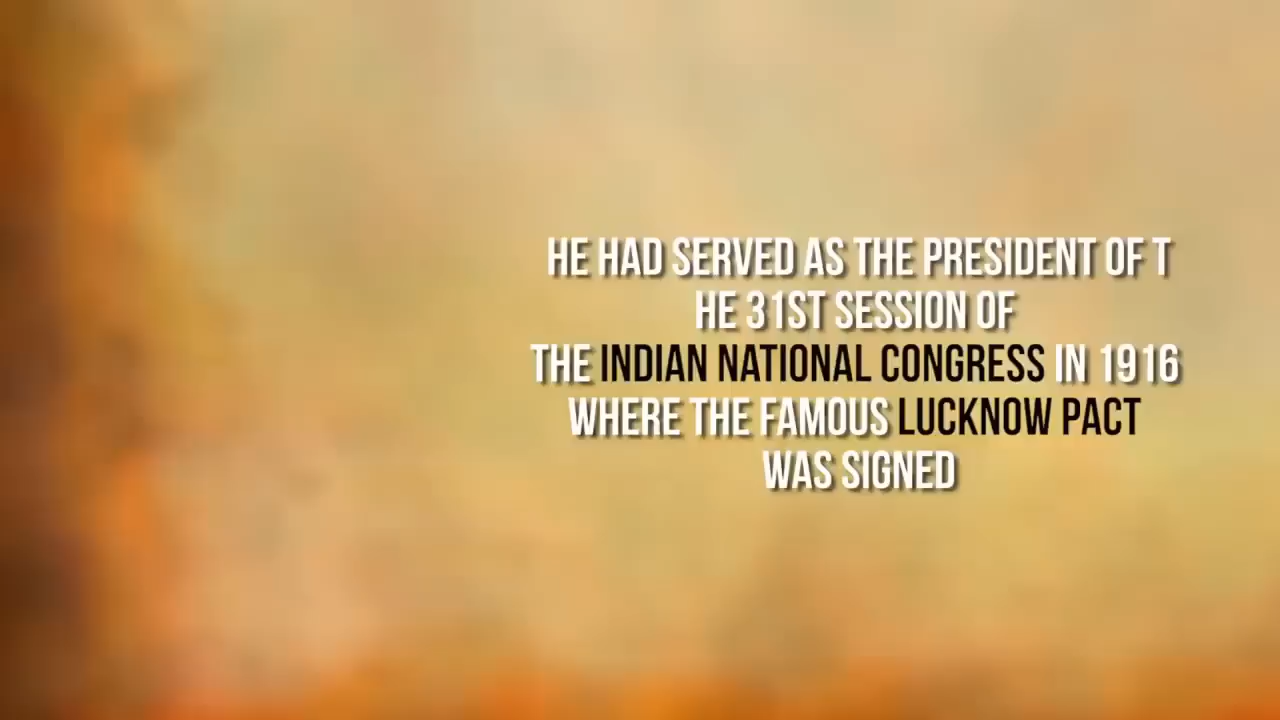 HE HAD SERVED AS THE PRESIDENT OF T
HE 31ST SESSION OF
THE INDIAN NATIONAL CONGRESS IN 1916
WHERE THE FAMOUS LUCKNOW PACT
WAS SIGNED